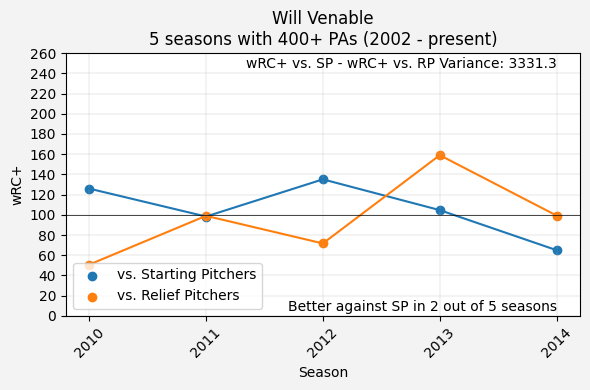 Will Venable
5 seasons with 400+ PAs (2002 - present)
wRC+ vs. SP - wRC+ vs. RP Variance: 3331.3
260
240
220
200
180
160
140
120
100
80
60
40
20
0
wRC+
vs. Starting Pitchers
vs. Relief Pitchers
Better against SP in 2 out of 5 seasons
2010
2011
2012
2013
2014
Season